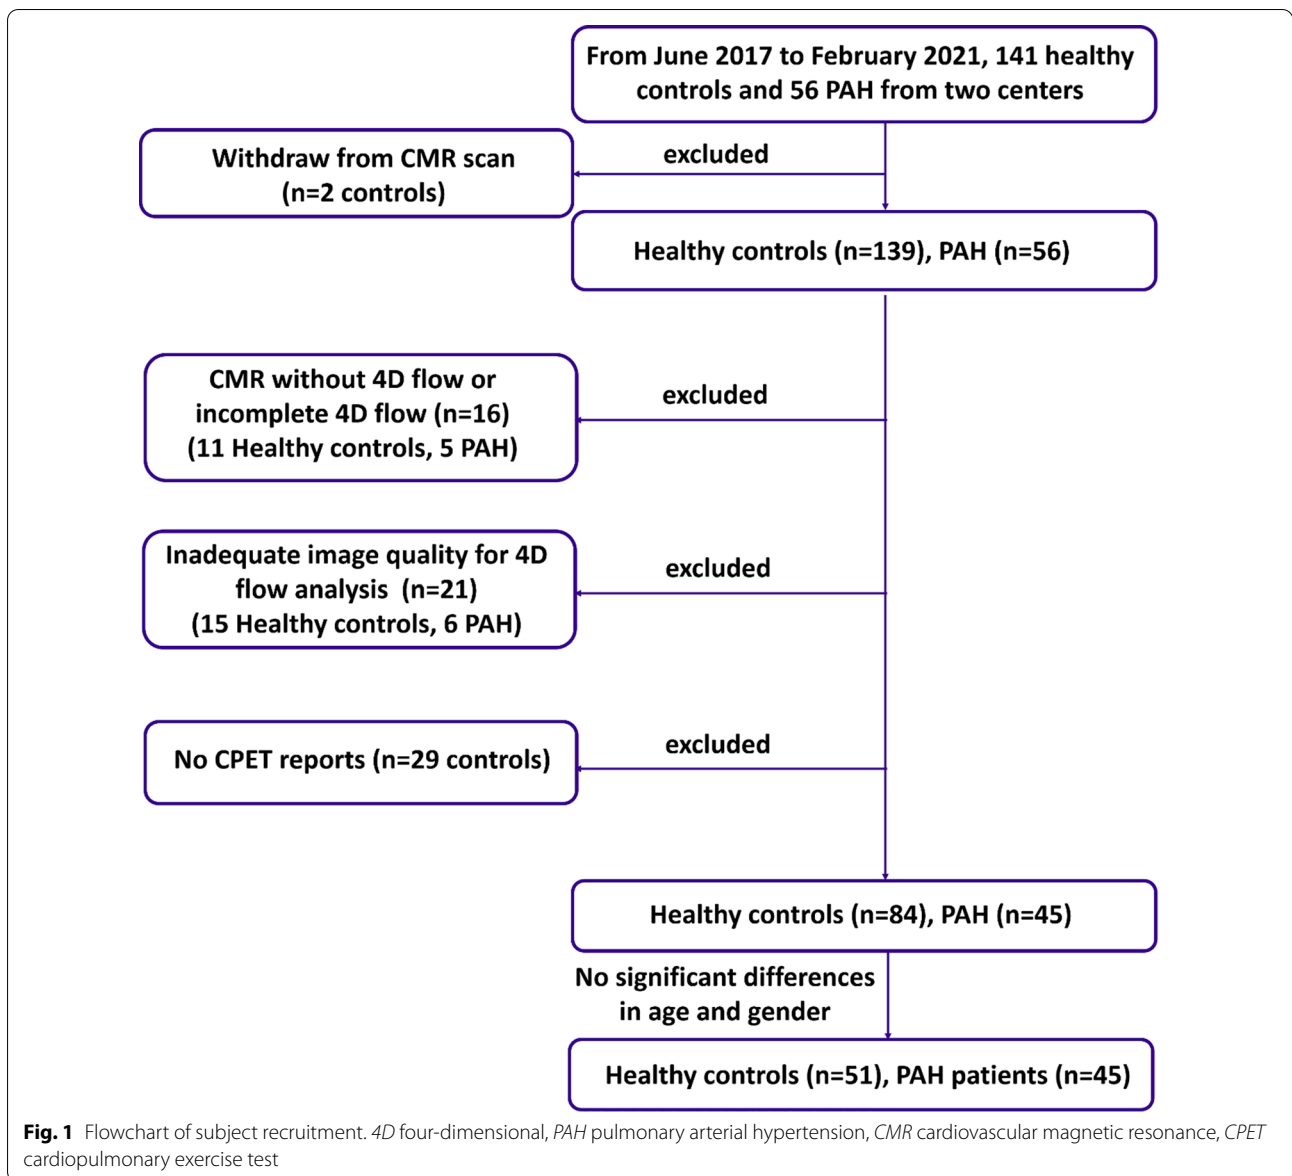 From June 2017 to February 2021, 141 healthy
controls and 56 PAH from two centers
excluded
Withdraw from CMR scan
(n=2 controls)
Healthy controls (n=139), PAH (n=56)
CMR without 4D flow or
incomplete 4D flow (n=16)
(11 Healthy controls, 5 PAH)
excluded
Inadequate image quality for 4D
flow analysis (n=21)
(15 Healthy controls, 6 PAH)
excluded
No CPET reports (n=29 controls)
excluded
Healthy controls (n=84), PAH (n=45)
No significant differences
in age and gender
Healthy controls (n=51), PAH patients (n=45)
Fig. 1 Flowchart of subject recruitment. 4D four-dimensional, PAH pulmonary arterial hypertension, CMR cardiovascular magnetic resonance, CPET
cardiopulmonary exercise test